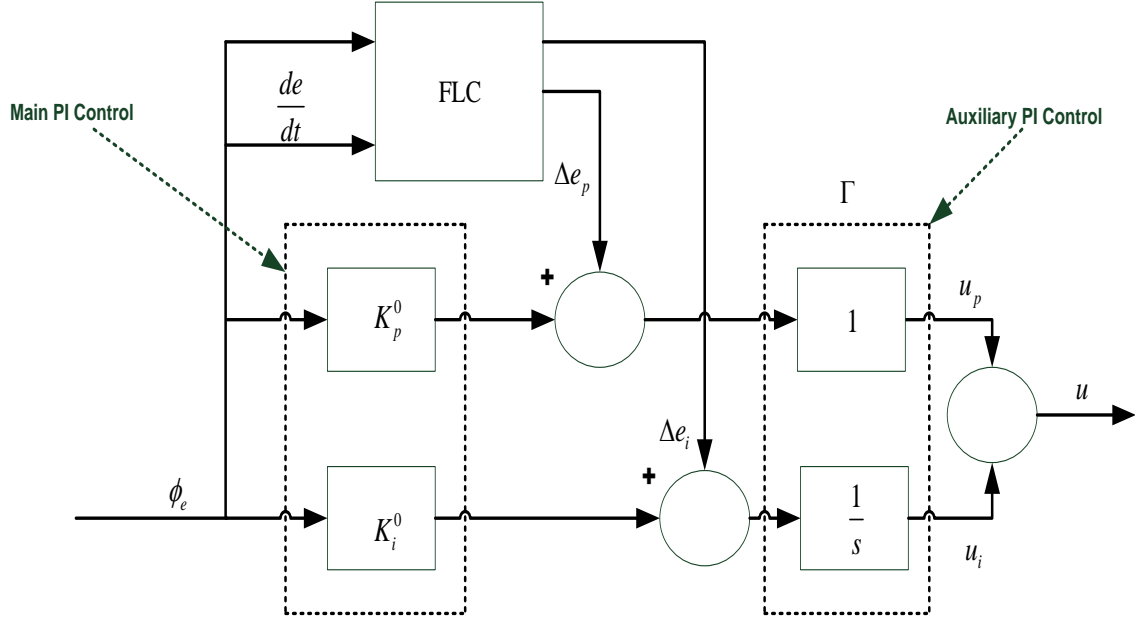 FLC
de
dt
Main PI Control
Auxiliary PI Control
Δe_p
Γ
+
K_p^0
1
u_p
u
Δe_i
+
ϕ_e
K_i^0
1
s
u_i